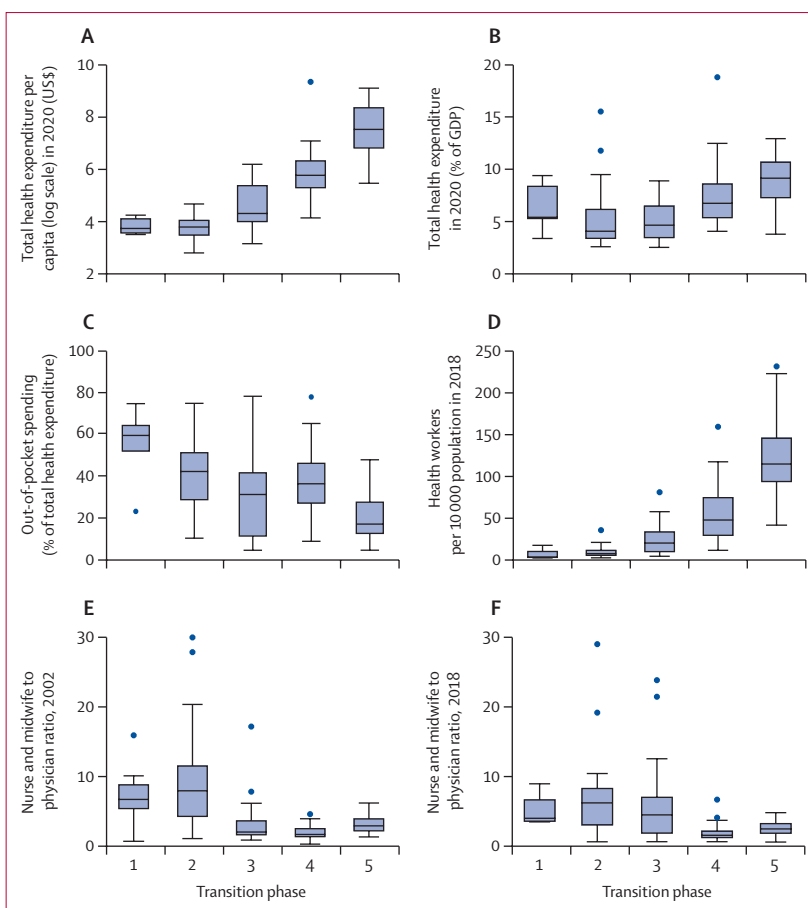 A
Total health expenditure per
capita (log scale) in 2020 (US$)
10
8
6
4
2
B
Total health expenditure
in 2020 (% of GDP)
20
15
10
5
0
C
Out-of-pocket spending
(% of total health expenditure)
100
80
60
40
20
0
D
Health workers
per 10 000 population in 2018
250
200
150
100
50
0
E
Nurse and midwife to
physician ratio, 2002
30
20
10
0
1 2 3 4 5
Transition phase
F
Nurse and midwife to
physician ratio, 2018
30
20
10
0
1 2 3 4 5
Transition phase